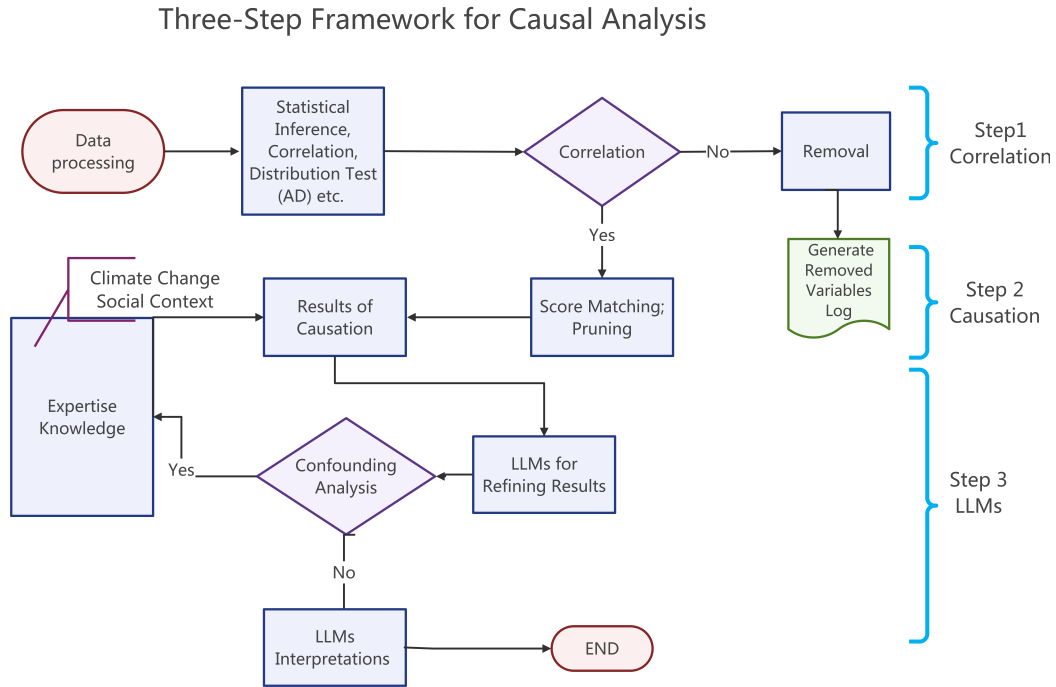 Three-Step Framework for Causal Analysis
Data
processing
Statistical
Inference,
Correlation,
Distribution Test
(AD) etc.
Correlation
No
Removal
Step1
Correlation
Yes
Generate
Removed
Variables
Log
Climate Change
Social Context
Results of
Causation
Score Matching;
Pruning
Step 2
Causation
Expertise
Knowledge
Yes
Confounding
Analysis
LLMs for
Refining Results
Step 3
LLMs
No
LLMs
Interpretations
END